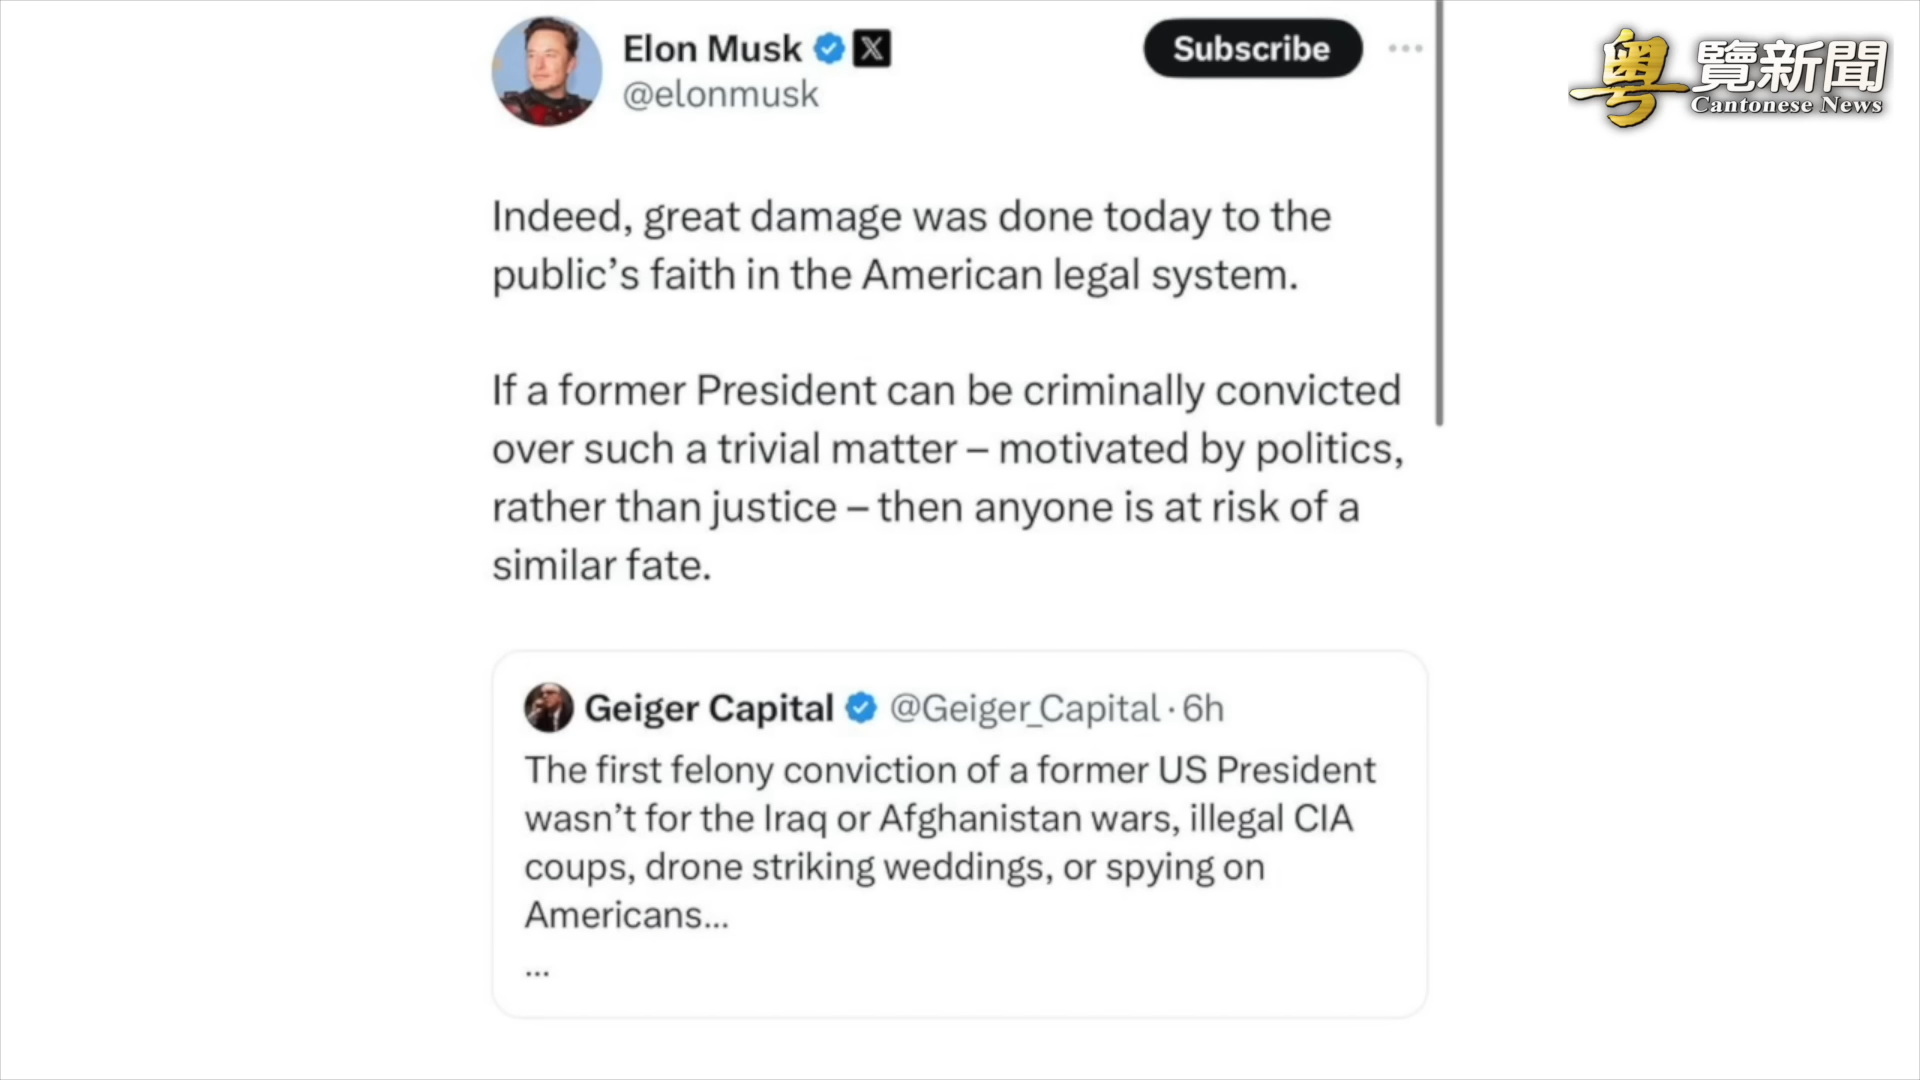 Elon Musk
@elonmusk
Subscribe
粤覽新聞
Cantonese News
Indeed, great damage was done today to the
public’s faith in the American legal system.
If a former President can be criminally convicted
over such a trivial matter – motivated by politics,
rather than justice – then anyone is at risk of a
similar fate.
Geiger Capital @Geiger_Capital · 6h
The first felony conviction of a former US President
wasn’t for the Iraq or Afghanistan wars, illegal CIA
coups, drone striking weddings, or spying on
Americans...
...